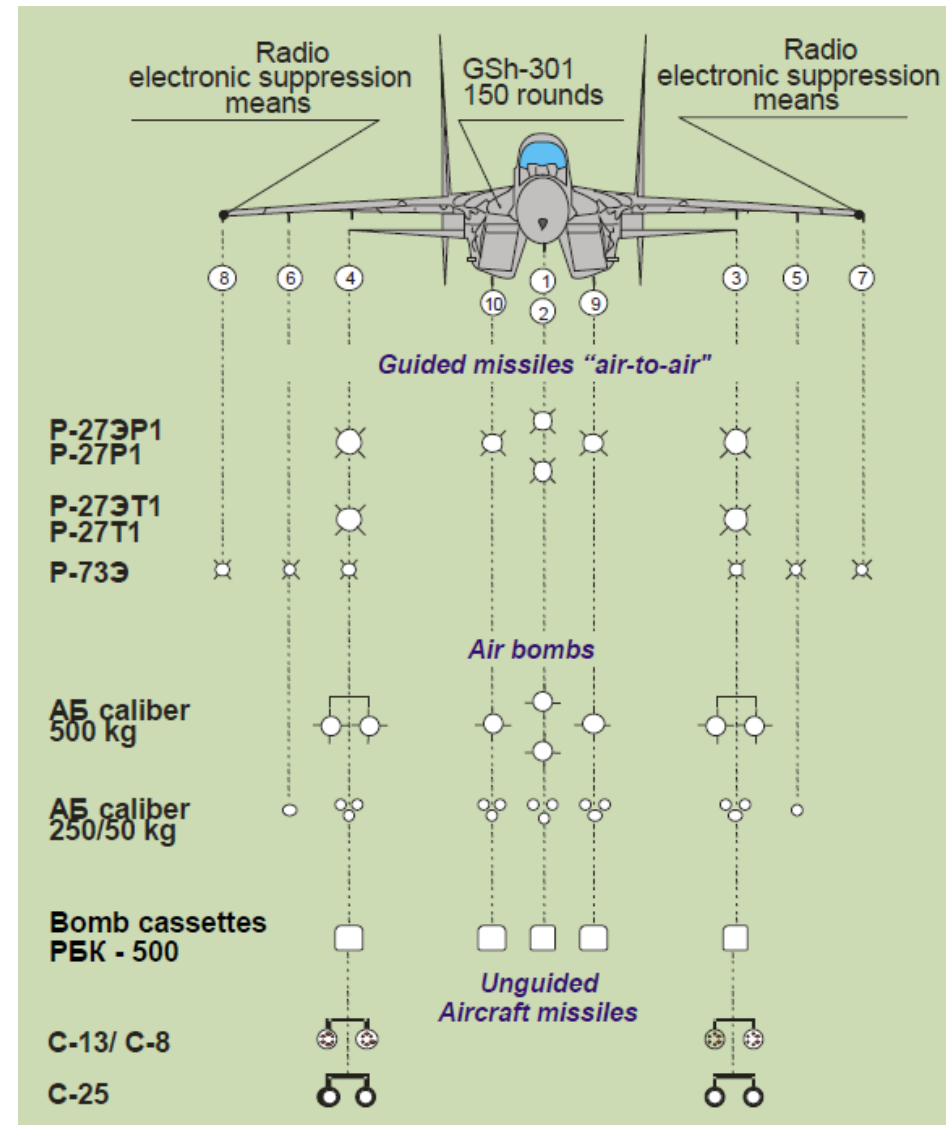 Radio
electronic suppression
means
GSh-301
150 rounds
Radio
electronic suppression
means
8
6
4
10
1
2
9
3
5
7
Guided missiles “air-to-air"
Р-27ЭР1
Р-27Р1
Р-27ЭТ1
Р-27Т1
Р-73Э
Air bombs
АБ caliber
500 kg
АБ caliber
250/50 kg
Bomb cassettes
РБК - 500
Unguided
Aircraft missiles
С-13/ С-8
С-25